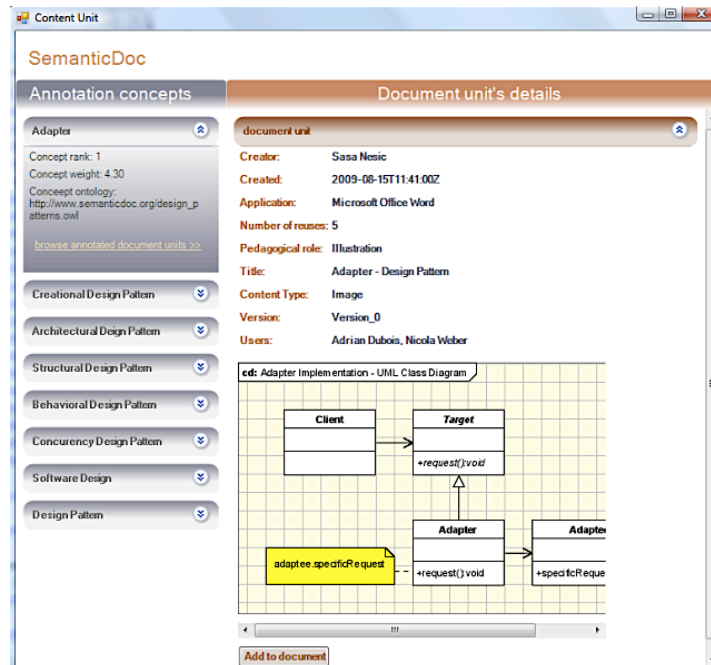 Content Unit
SemanticDoc
Annotation concepts
Adapter
Concept rank: 1
Concept weight: 4.30
Conceept ontology:
http://www.semanticdoc.org/design_p
atterns.owl
browse annotated document units >>
Creational Design Pattern
Architectural Deign Pattern
Structural Design Pattern
Behavioral Design Pattern
Concurency Design Pattern
Software Design
Design Pattern
Document unit's details
document unit
Creator: Sasa Nesic
Created: 2009-08-15T11:41:00Z
Application: Microsoft Office Word
Number of reuses: 5
Pedagogical role: Illustration
Title: Adapter - Design Pattern
Content Type: Image
Version: Version_0
Users: Adrian Dubois, Nicola Weber
cd: Adapter Implementation - UML Class Diagram
Client
Target
+request():void
Adapter
+request():void
Adaptee
+specificReque
adaptee.specificRequest
Add to document